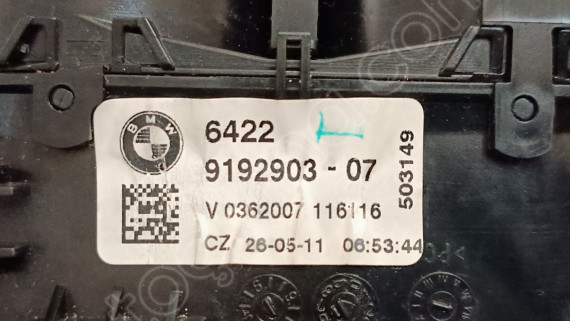 BMW
6422
9192903 - 07
V 0362007 116116
CZ 26-05-11 06:53:44
503149